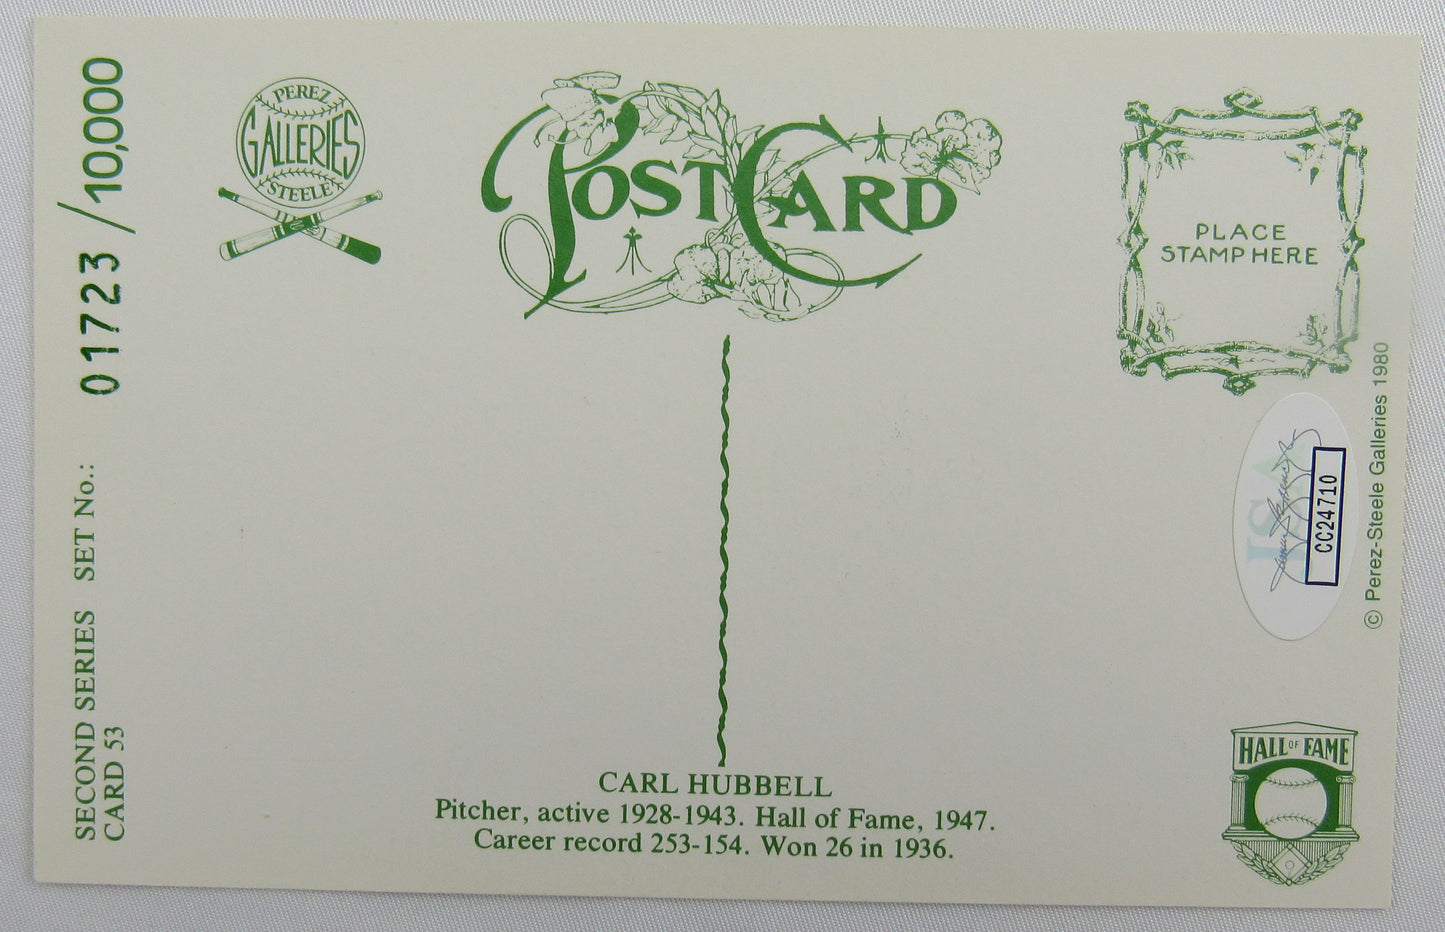 PEREZ
GALLERIES
STEELE
POSTCARD
PLACE
STAMP HERE
01723 / 10,000
SECOND SERIES SET No.:
CARD 53
JSA
CC24710
© Perez-Steele Galleries 1980
CARL HUBBELL
Pitcher, active 1928-1943. Hall of Fame, 1947.
Career record 253-154. Won 26 in 1936.
HALL OF FAME